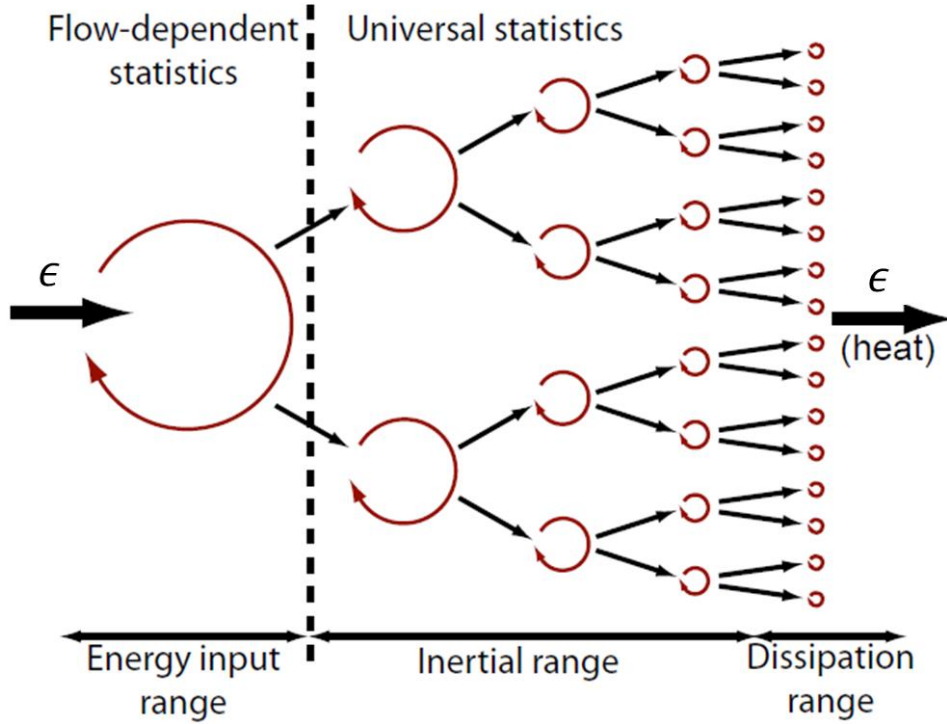 Flow-dependent
statistics
Universal statistics
ϵ
ϵ
(heat)
Energy input
range
Inertial range
Dissipation
range